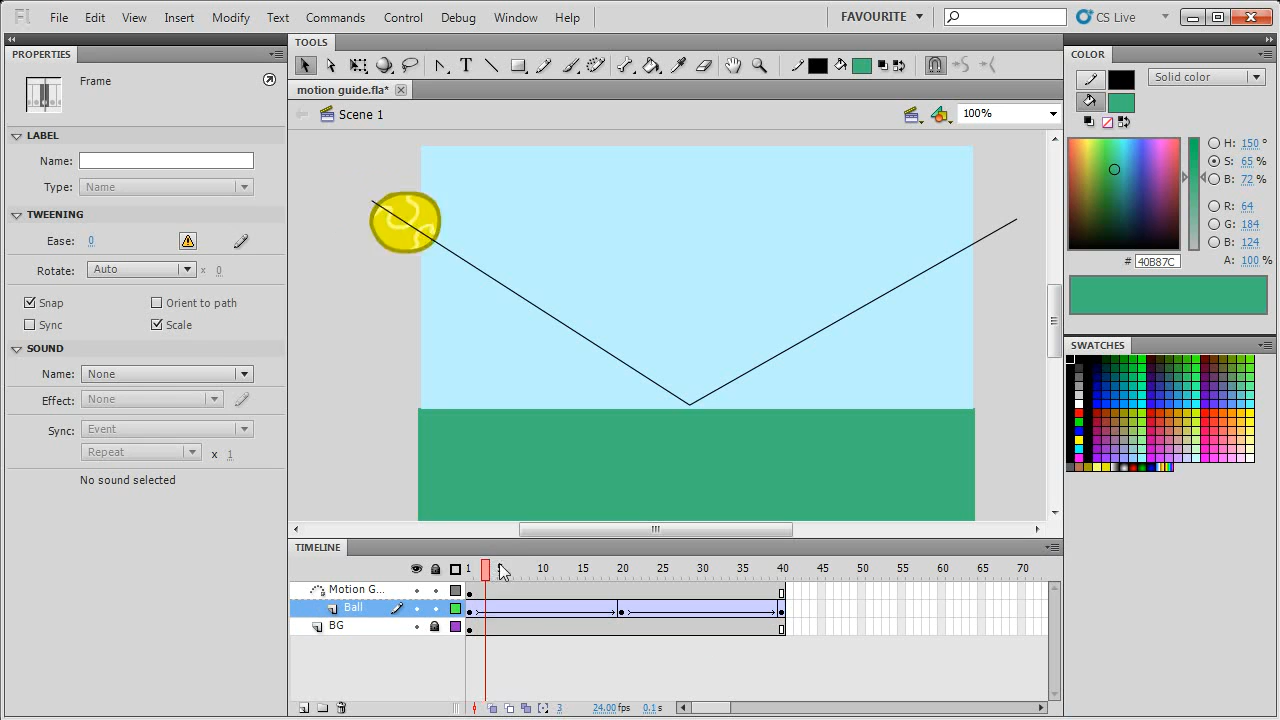 Fl File Edit View Insert Modify Text Commands Control Debug Window Help FAVOURITE CS Live
PROPERTIES
Frame
LABEL
Name:
Type: Name
TWEENING
Ease: 0
Rotate: Auto x 0
Snap Orient to path
Sync Scale
SOUND
Name: None
Effect: None
Sync: Event
Repeat x 1
No sound selected
TOOLS
motion guide.fla*
Scene 1 100%
TIMELINE
1 10 15 20 25 30 35 40 45 50 55 60 65 70
Motion G...
Ball
BG
3 24.00 fps 0.1 s
COLOR
Solid color
H: 150 °
S: 65 %
B: 72 %
R: 64
G: 184
B: 124
# 40B87C A: 100 %
SWATCHES